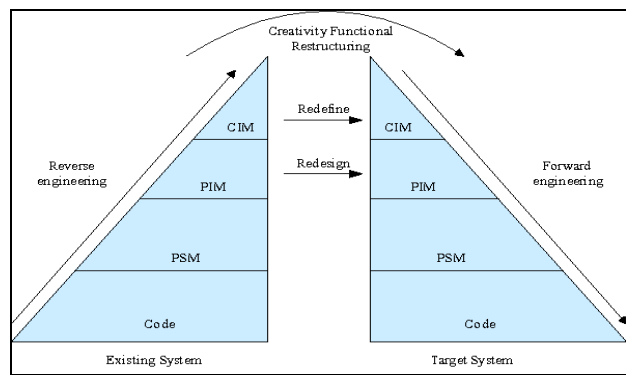 Creativity Functional
Restructuring
Redefine
CIM
CIM
Reverse
engineering
Redesign
Forward
engineering
PIM
PIM
PSM
PSM
Code
Code
Existing System
Target System